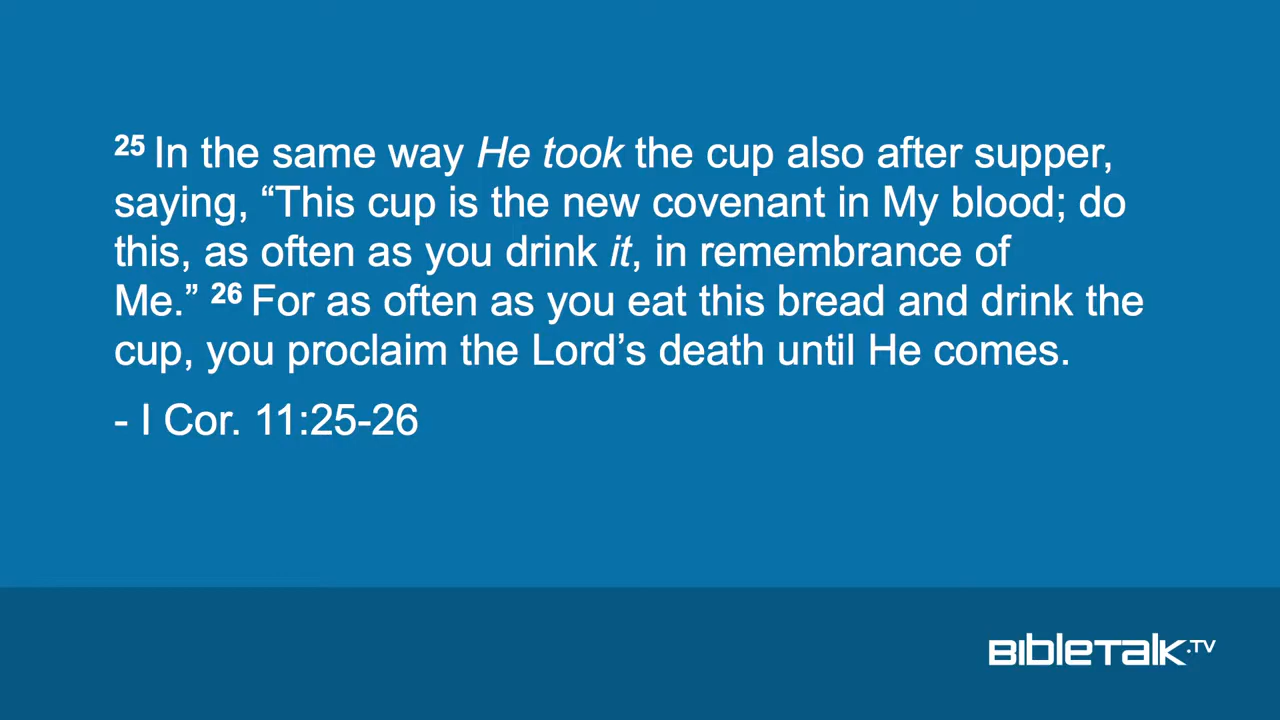 25 In the same way He took the cup also after supper,
saying, “This cup is the new covenant in My blood; do
this, as often as you drink it, in remembrance of
Me.” 26 For as often as you eat this bread and drink the
cup, you proclaim the Lord’s death until He comes.
- I Cor. 11:25-26
BIBLETALK.TV